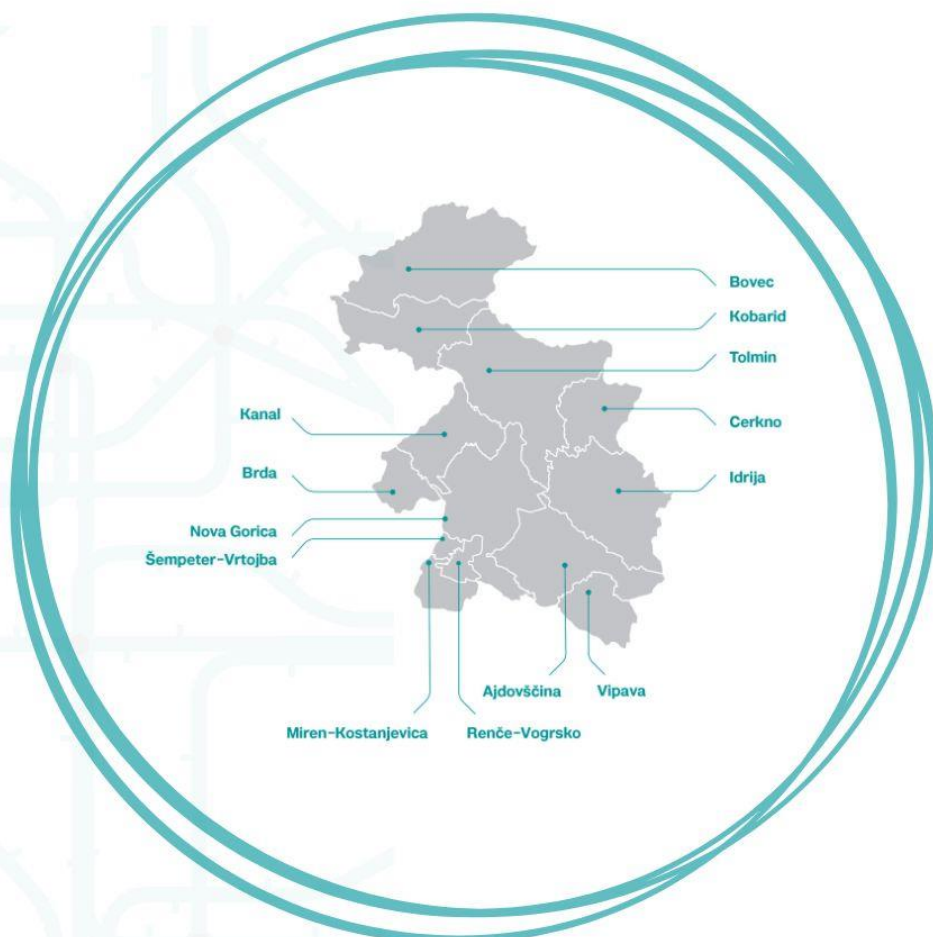 Bovec
Kobarid
Tolmin
Kanal
Cerkno
Brda
Idrija
Nova Gorica
Šempeter-Vrtojba
Ajdovščina
Vipava
Miren-Kostanjevica
Renče-Vogrsko